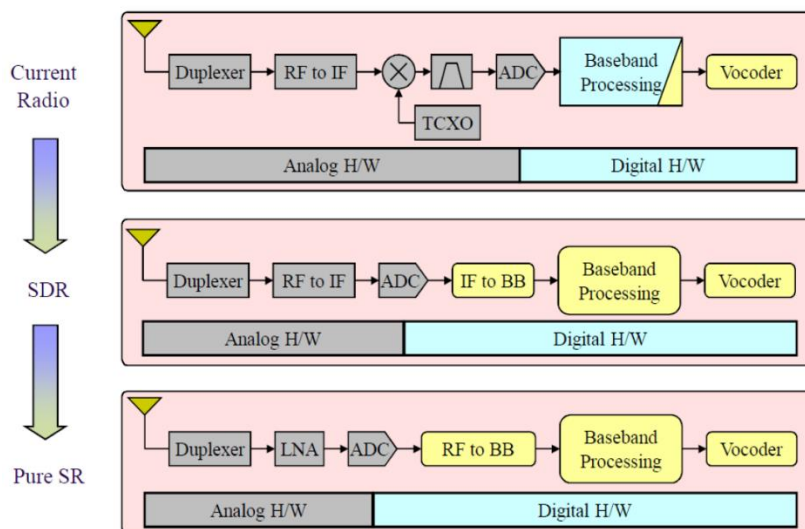 Current
Radio
Duplexer
RF to IF
ADC
Baseband
Processing
Vocoder
TCXO
Analog H/W
Digital H/W
SDR
Duplexer
RF to IF
ADC
IF to BB
Baseband
Processing
Vocoder
Analog H/W
Digital H/W
Pure SR
Duplexer
LNA
ADC
RF to BB
Baseband
Processing
Vocoder
Analog H/W
Digital H/W